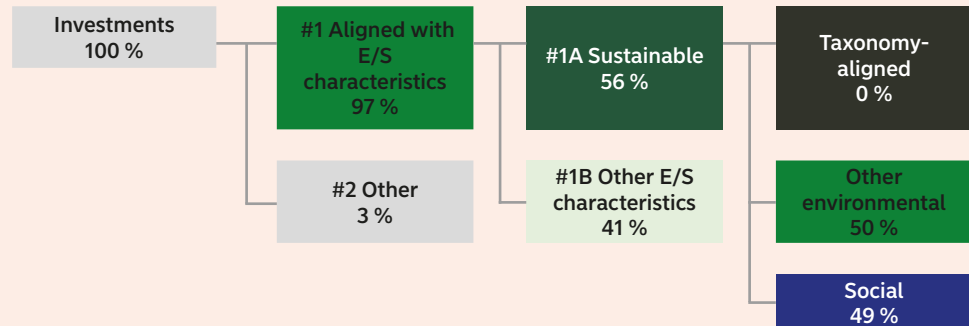 Investments
100 %
#1 Aligned with
E/S
characteristics
97 %
#2 Other
3 %
#1A Sustainable
56 %
#1B Other E/S
characteristics
41 %
Taxonomy-
aligned
0 %
Other
environmental
50 %
Social
49 %